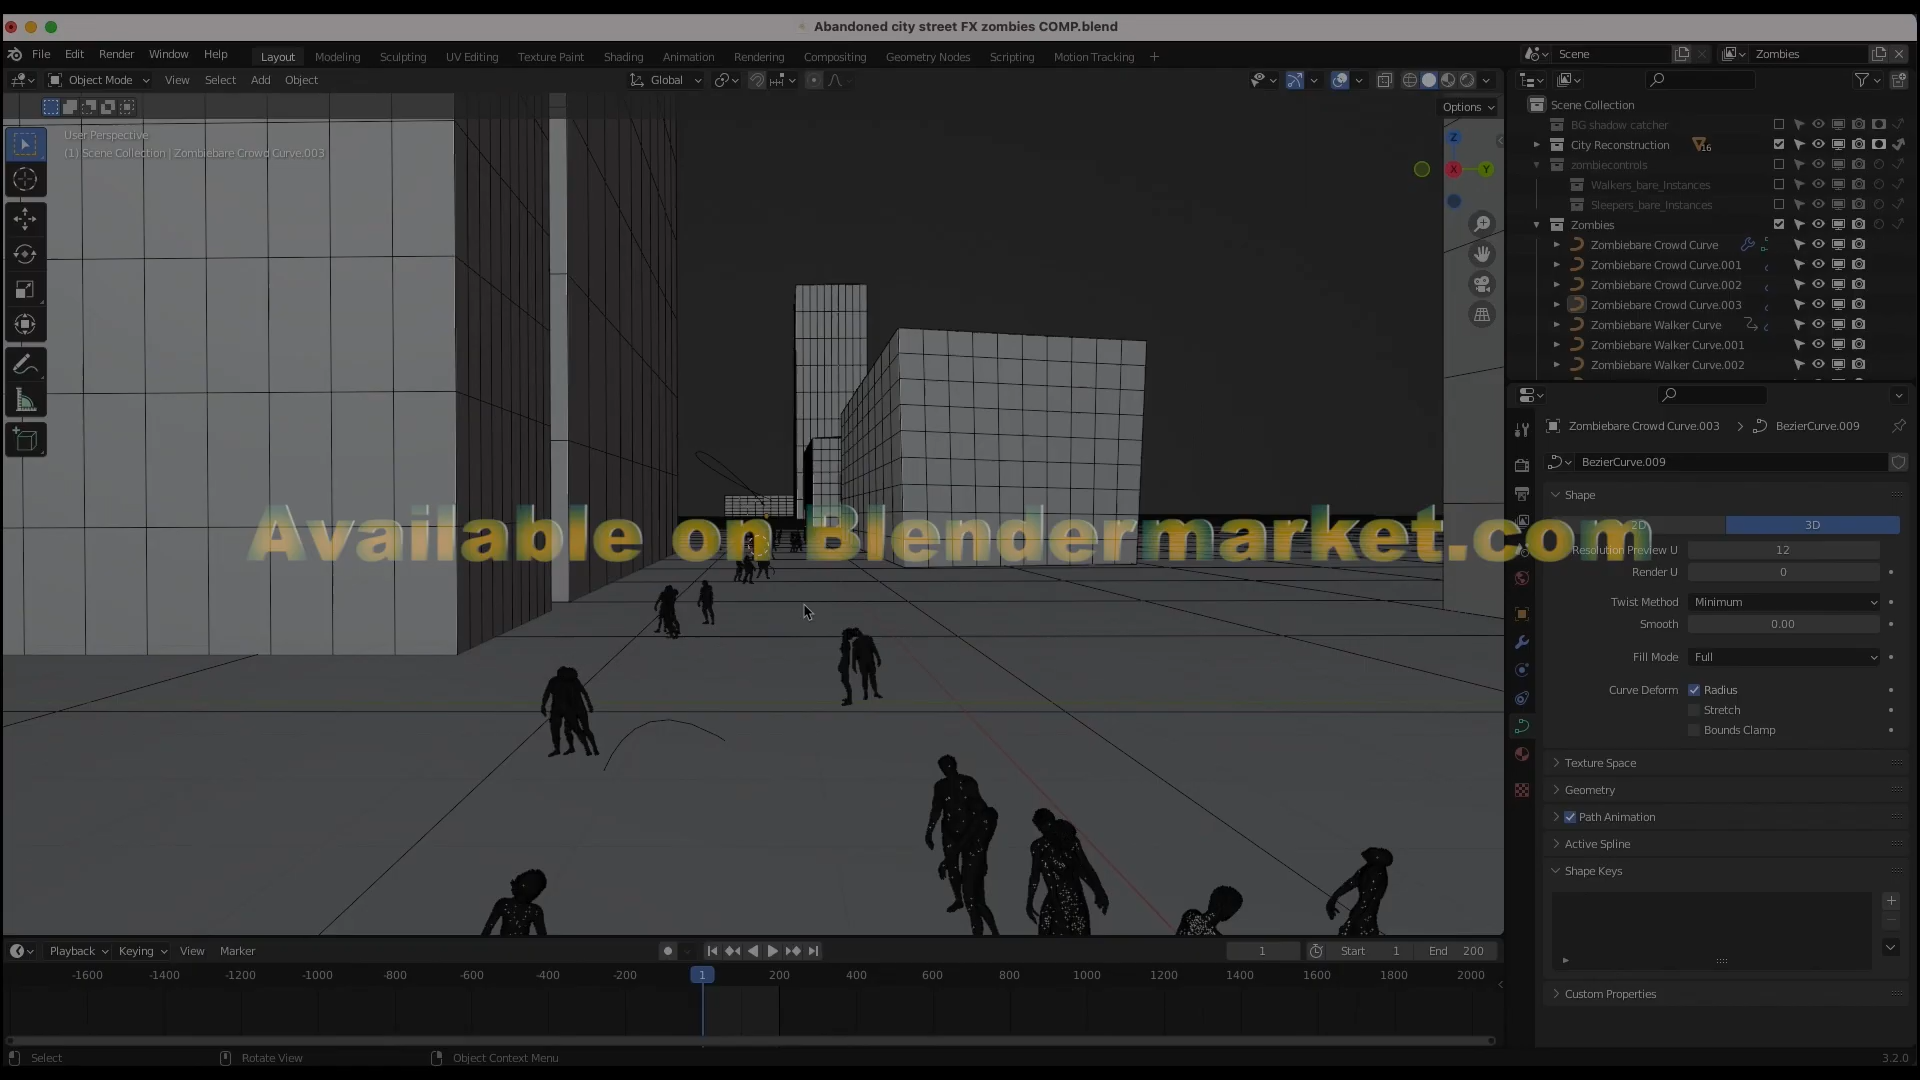 Abandoned city street FX zombies COMP.blend
File Edit Render Window Help Layout Modeling Sculpting UV Editing Texture Paint Shading Animation Rendering Compositing Geometry Nodes Scripting Motion Tracking + Scene Zombies
Object Mode View Select Add Object Global
Options
User Perspective
(1) Scene Collection | Zombiebare Crowd Curve.003
Z
X Y
Scene Collection
BG shadow catcher
City Reconstruction 16
zombiecontrols
Walkers_bare_Instances
Sleepers_bare_Instances
Zombies
Zombiebare Crowd Curve
Zombiebare Crowd Curve.001
Zombiebare Crowd Curve.002
Zombiebare Crowd Curve.003
Zombiebare Walker Curve
Zombiebare Walker Curve.001
Zombiebare Walker Curve.002
Zombiebare Crowd Curve.003 > BezierCurve.009
BezierCurve.009
Shape
2D 3D
Resolution Preview U 12
Render U 0
Twist Method Minimum
Smooth 0.00
Fill Mode Full
Curve Deform Radius
Stretch
Bounds Clamp
Texture Space
Geometry
Path Animation
Active Spline
Shape Keys
Custom Properties
Available on Blendermarket.com
Playback Keying View Marker 1 Start 1 End 200
-1600 -1400 -1200 -1000 -800 -600 -400 -200 1 200 400 600 800 1000 1200 1400 1600 1800 2000
Select Rotate View Object Context Menu 3.2.0